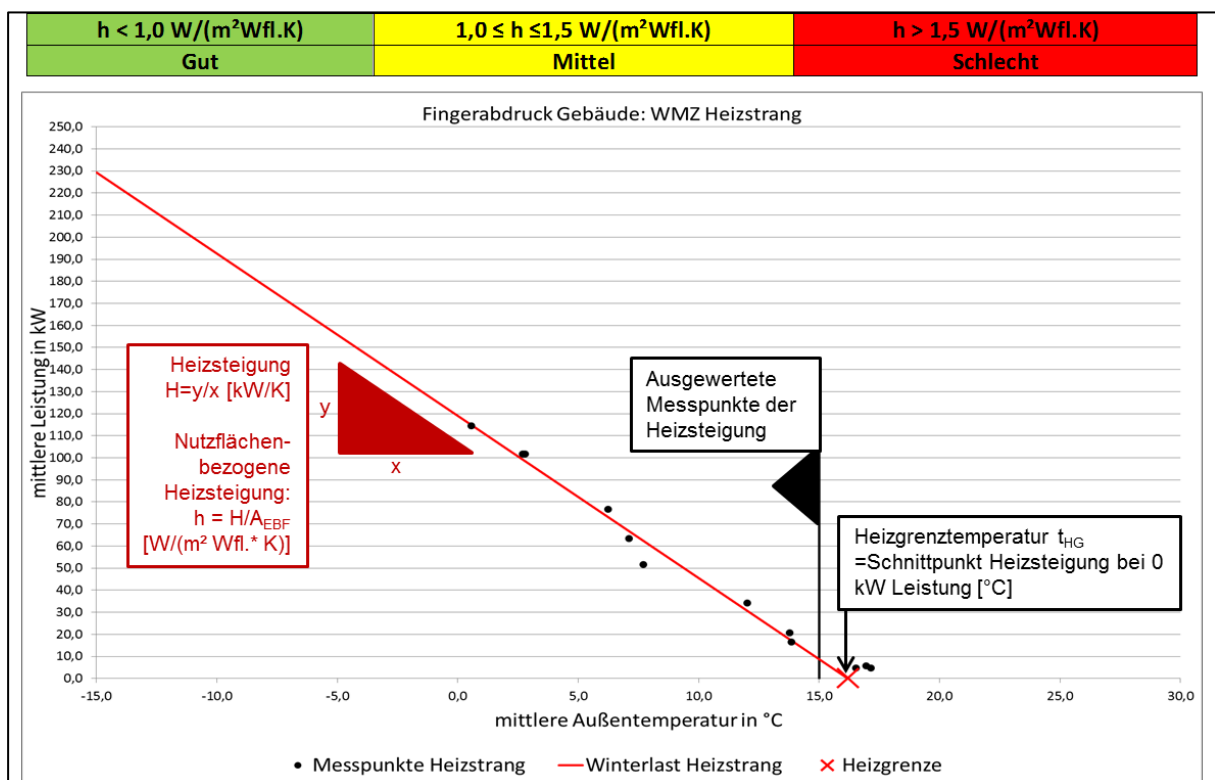 h < 1,0 W/(m²Wfl.K) 1,0 ≤ h ≤1,5 W/(m²Wfl.K) h > 1,5 W/(m²Wfl.K)
Gut Mittel Schlecht
Fingerabdruck Gebäude: WMZ Heizstrang
mittlere Leistung in kW
250,0
240,0
230,0
220,0
210,0
200,0
190,0
180,0
170,0
160,0
150,0
140,0
130,0
120,0
110,0
100,0
90,0
80,0
70,0
60,0
50,0
40,0
30,0
20,0
10,0
0,0
Heizsteigung
H=y/x [kW/K]
Nutzflächen-
bezogene
Heizsteigung:
h = H/A_EBF
[W/(m² Wfl.* K)]
y
x
Ausgewertete
Messpunkte der
Heizsteigung
Heizgrenztemperatur t_HG
=Schnittpunkt Heizsteigung bei 0
kW Leistung [°C]
-15,0 -10,0 -5,0 0,0 5,0 10,0 15,0 20,0 25,0 30,0
mittlere Außentemperatur in °C
Messpunkte Heizstrang Winterlast Heizstrang Heizgrenze